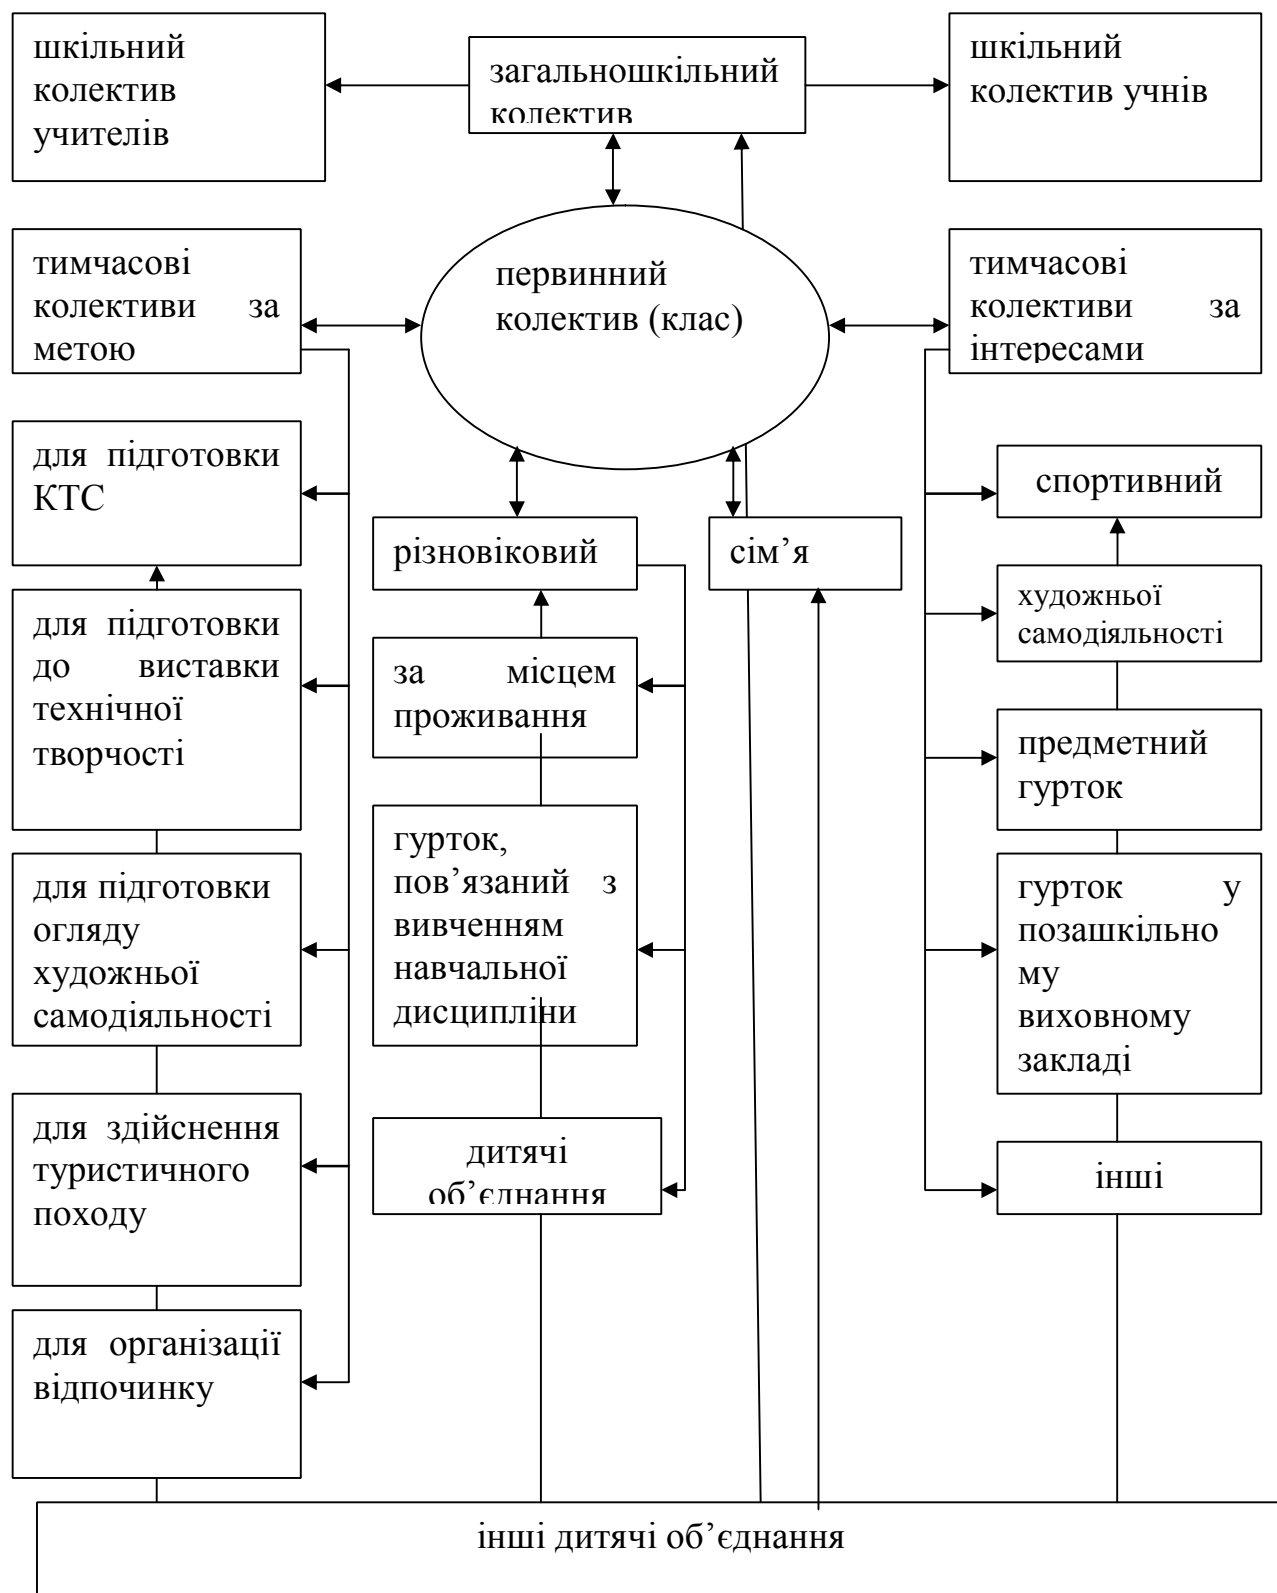 шкільний
колектив
учителів
загальношкільний
колектив
шкільний
колектив учнів
тимчасові
колективи за
метою
первинний
колектив (клас)
тимчасові
колективи за
інтересами
для підготовки
КТС
для підготовки
до виставки
технічної
творчості
для підготовки
огляду
художньої
самодіяльності
для здійснення
туристичного
походу
для організації
відпочинку
різновіковий
за місцем
проживання
гурток,
пов’язаний з
вивченням
навчальної
дисципліни
дитячі
об’єднання
сім’я
спортивний
художньої
самодіяльності
предметний
гурток
гурток у
позашкільно
му
виховному
закладі
інші
інші дитячі об’єднання